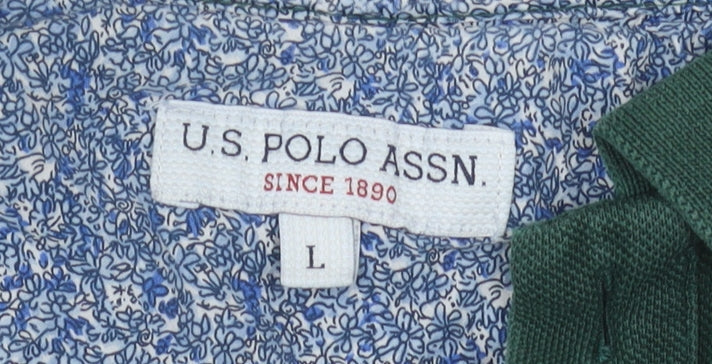 U.S. POLO ASSN.
SINCE 1890
L